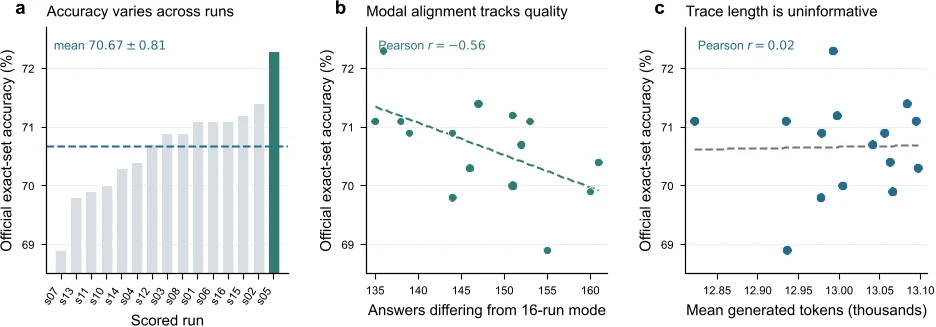 a Accuracy varies across runs
mean 70.67 ± 0.81
Official exact-set accuracy (%)
72
71
70
69
s07 s13 s11 s10 s14 s04 s12 s03 s08 s01 s06 s16 s15 s02 s05
Scored run
b Modal alignment tracks quality
Pearson r = −0.56
Official exact-set accuracy (%)
72
71
70
69
135 140 145 150 155 160
Answers differing from 16-run mode
c Trace length is uninformative
Pearson r = 0.02
Official exact-set accuracy (%)
72
71
70
69
12.85 12.90 12.95 13.00 13.05 13.10
Mean generated tokens (thousands)